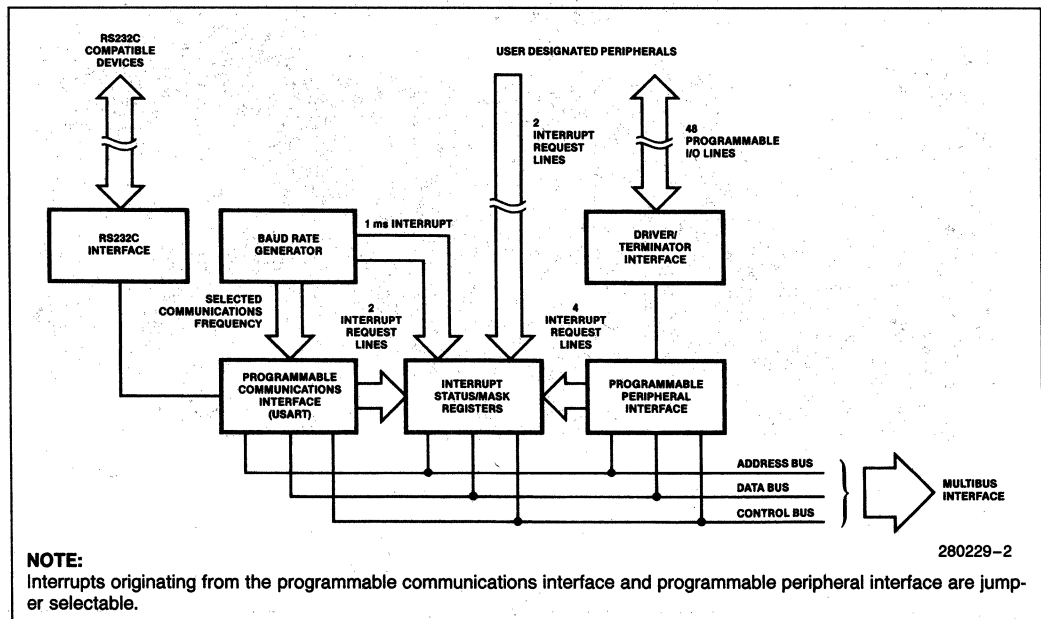 RS232C
COMPATIBLE
DEVICES
USER DESIGNATED PERIPHERALS
2
INTERRUPT
REQUEST
LINES
48
PROGRAMMABLE
I/O LINES
RS232C
INTERFACE
BAUD RATE
GENERATOR
1 ms INTERRUPT
DRIVER/
TERMINATOR
INTERFACE
SELECTED
COMMUNICATIONS
FREQUENCY
2
INTERRUPT
REQUEST
LINES
4
INTERRUPT
REQUEST
LINES
PROGRAMMABLE
COMMUNICATIONS
INTERFACE
(USART)
INTERRUPT
STATUS/MASK
REGISTERS
PROGRAMMABLE
PERIPHERAL
INTERFACE
ADDRESS BUS
DATA BUS
CONTROL BUS
MULTIBUS
INTERFACE
280229-2
NOTE:
Interrupts originating from the programmable communications interface and programmable peripheral interface are jump-
er selectable.